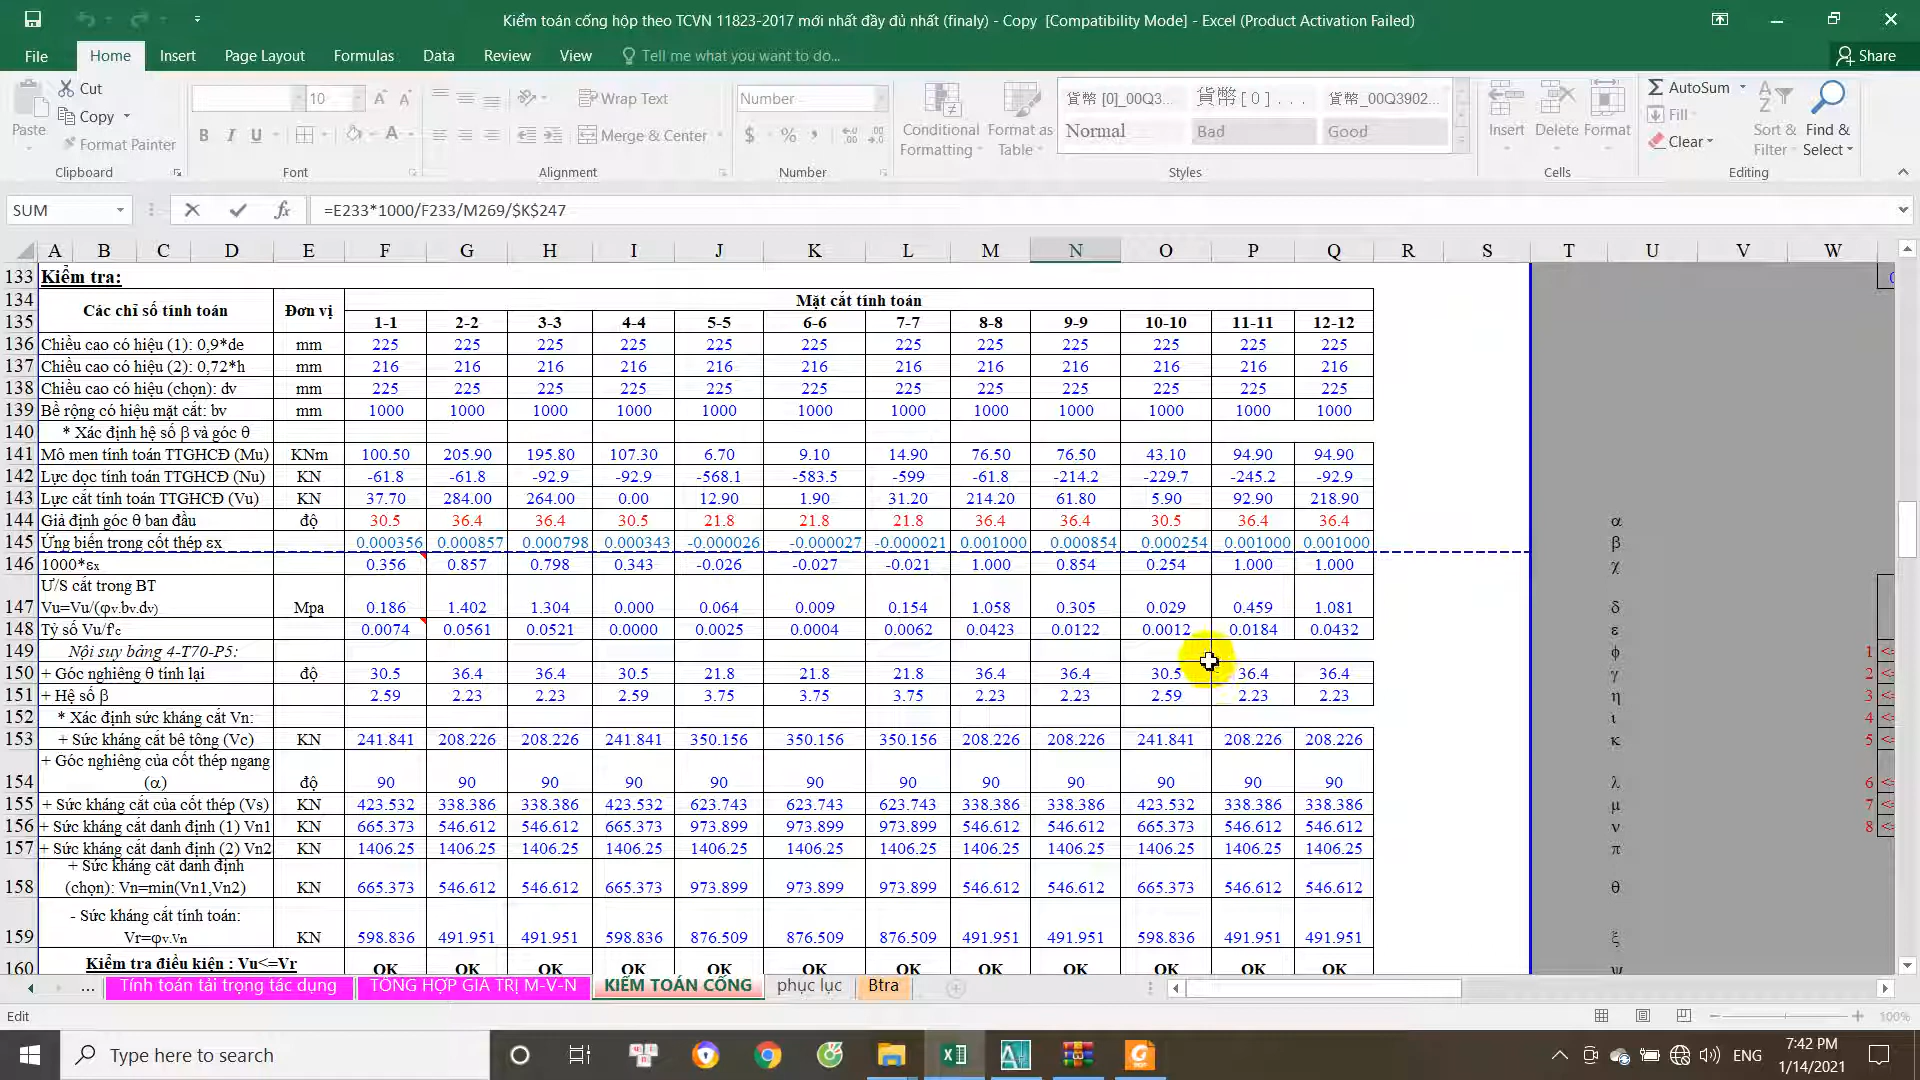 Kiểm toán cống hộp theo TCVN 11823-2017 mới nhất đầy đủ nhất (finaly) - Copy [Compatibility Mode] - Excel (Product Activation Failed)
File Home Insert Page Layout Formulas Data Review View Tell me what you want to do... Share
Paste Cut Copy Format Painter Clipboard
10 B I U Font
Wrap Text Merge & Center Alignment
Number $ % , Number
Conditional Formatting Format as Table
貨幣 [0]_00Q3... 貨幣[0]... 貨幣_00Q3902...
Normal Bad Good
Styles
Insert Delete Format Cells
AutoSum Fill Clear Sort & Filter Find & Select Editing
SUM fx =E233*1000/F233/M269/$K$247
A B C D E F G H I J K L M N O P Q R S T U V W
133 Kiểm tra:
134 Các chỉ số tính toán Đơn vị Mặt cắt tính toán
135 1-1 2-2 3-3 4-4 5-5 6-6 7-7 8-8 9-9 10-10 11-11 12-12
136 Chiều cao có hiệu (1): 0,9*de mm 225 225 225 225 225 225 225 225 225 225 225 225
137 Chiều cao có hiệu (2): 0,72*h mm 216 216 216 216 216 216 216 216 216 216 216 216
138 Chiều cao có hiệu (chọn): dv mm 225 225 225 225 225 225 225 225 225 225 225 225
139 Bề rộng có hiệu mặt cắt: bv mm 1000 1000 1000 1000 1000 1000 1000 1000 1000 1000 1000 1000
140 * Xác định hệ số β và góc θ
141 Mô men tính toán TTGHCĐ (Mu) KNm 100.50 205.90 195.80 107.30 6.70 9.10 14.90 76.50 76.50 43.10 94.90 94.90
142 Lực dọc tính toán TTGHCĐ (Nu) KN -61.8 -61.8 -92.9 -92.9 -568.1 -583.5 -599 -61.8 -214.2 -229.7 -245.2 -92.9
143 Lực cắt tính toán TTGHCĐ (Vu) KN 37.70 284.00 264.00 0.00 12.90 1.90 31.20 214.20 61.80 5.90 92.90 218.90
144 Giả định góc θ ban đầu độ 30.5 36.4 36.4 30.5 21.8 21.8 21.8 36.4 36.4 30.5 36.4 36.4 α
145 Ứng biến trong cốt thép εx 0.000356 0.000857 0.000798 0.000343 -0.000026 -0.000027 -0.000021 0.001000 0.000854 0.000254 0.001000 0.001000 β
146 1000*εx 0.356 0.857 0.798 0.343 -0.026 -0.027 -0.021 1.000 0.854 0.254 1.000 1.000 χ
Ư/S cắt trong BT
147 Vu=Vu/(φv.bv.dv) Mpa 0.186 1.402 1.304 0.000 0.064 0.009 0.154 1.058 0.305 0.029 0.459 1.081 δ
148 Tỷ số Vu/f'c 0.0074 0.0561 0.0521 0.0000 0.0025 0.0004 0.0062 0.0423 0.0122 0.0012 0.0184 0.0432 ε
149 Nội suy bảng 4-T70-P5: φ 1 <=
150 + Góc nghiêng θ tính lại độ 30.5 36.4 36.4 30.5 21.8 21.8 21.8 36.4 36.4 30.5 36.4 36.4 γ 2 <=
151 + Hệ số β 2.59 2.23 2.23 2.59 3.75 3.75 3.75 2.23 2.23 2.59 2.23 2.23 η 3 <=
152 * Xác định sức kháng cắt Vn: ι 4 <=
153 + Sức kháng cắt bê tông (Vc) KN 241.841 208.226 208.226 241.841 350.156 350.156 350.156 208.226 208.226 241.841 208.226 208.226 κ 5 <=
+ Góc nghiêng của cốt thép ngang
154 (α) độ 90 90 90 90 90 90 90 90 90 90 90 90 λ 6 <=
155 + Sức kháng cắt của cốt thép (Vs) KN 423.532 338.386 338.386 423.532 623.743 623.743 623.743 338.386 338.386 423.532 338.386 338.386 μ 7 <=
156 + Sức kháng cắt danh định (1) Vn1 KN 665.373 546.612 546.612 665.373 973.899 973.899 973.899 546.612 546.612 665.373 546.612 546.612 ν 8 <=
157 + Sức kháng cắt danh định (2) Vn2 KN 1406.25 1406.25 1406.25 1406.25 1406.25 1406.25 1406.25 1406.25 1406.25 1406.25 1406.25 1406.25 π
+ Sức kháng cắt danh định
158 (chọn): Vn=min(Vn1,Vn2) KN 665.373 546.612 546.612 665.373 973.899 973.899 973.899 546.612 546.612 665.373 546.612 546.612 θ
- Sức kháng cắt tính toán:
159 Vr=φv.Vn KN 598.836 491.951 491.951 598.836 876.509 876.509 876.509 491.951 491.951 598.836 491.951 491.951 ξ
160 Kiểm tra điều kiện : Vu<=Vr OK OK OK OK OK OK OK OK OK OK OK OK ψ
... Tính toán tải trọng tác dụng TỔNG HỢP GIÁ TRỊ M-V-N KIỂM TOÁN CỐNG phục lục Btra
Edit 100%
Type here to search ENG 7:42 PM
1/14/2021